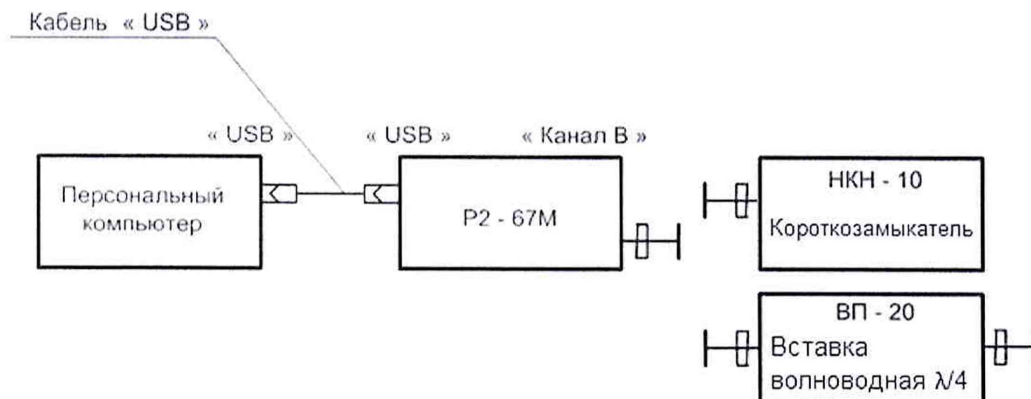 Кабель « USB »
« USB » « USB » « Канал В »
Персональный
компьютер
Р2 - 67М
НКН - 10
Короткозамыкатель
ВП - 20
Вставка
волноводная λ/4